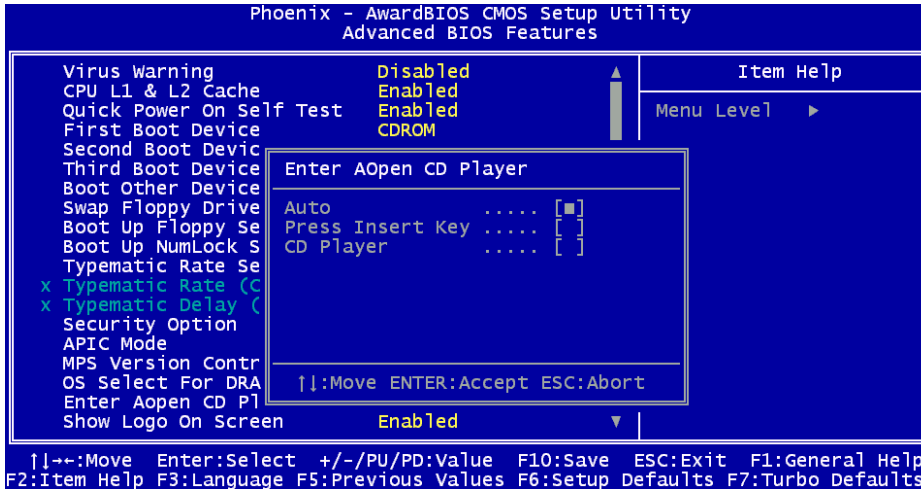 Phoenix - AwardBIOS CMOS Setup Utility
Advanced BIOS Features
Virus Warning Disabled
CPU L1 & L2 Cache Enabled
Quick Power On Self Test Enabled
First Boot Device CDROM
Second Boot Devic
Third Boot Device
Boot Other Device
Swap Floppy Drive
Boot Up Floppy Se
Boot Up NumLock S
Typematic Rate Se
x Typematic Rate (C
x Typematic Delay (
Security Option
APIC Mode
MPS Version Contr
OS Select For DRA
Enter Aopen CD Pl
Show Logo On Screen Enabled
Enter AOpen CD Player
Auto ..... [■]
Press Insert Key ..... [ ]
CD Player ..... [ ]
↑↓:Move ENTER:Accept ESC:Abort
Item Help
Menu Level ▶
↑↓→←:Move Enter:Select +/-/PU/PD:Value F10:Save ESC:Exit F1:General Help
F2:Item Help F3:Language F5:Previous Values F6:Setup Defaults F7:Turbo Defaults